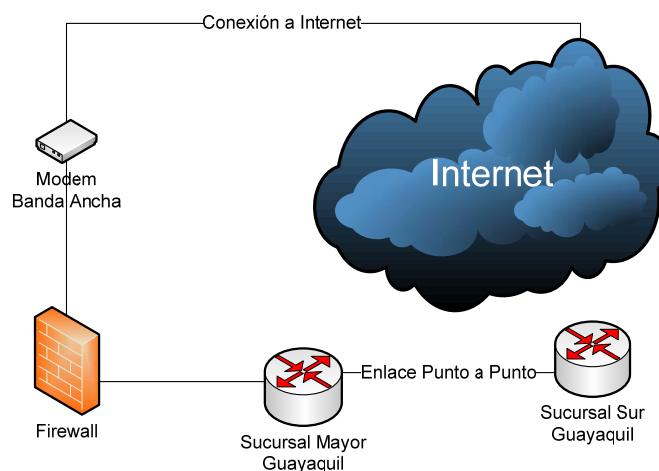 Conexión a Internet
Modem
Banda Ancha
Internet
Firewall
Enlace Punto a Punto
Sucursal Mayor
Guayaquil
Sucursal Sur
Guayaquil